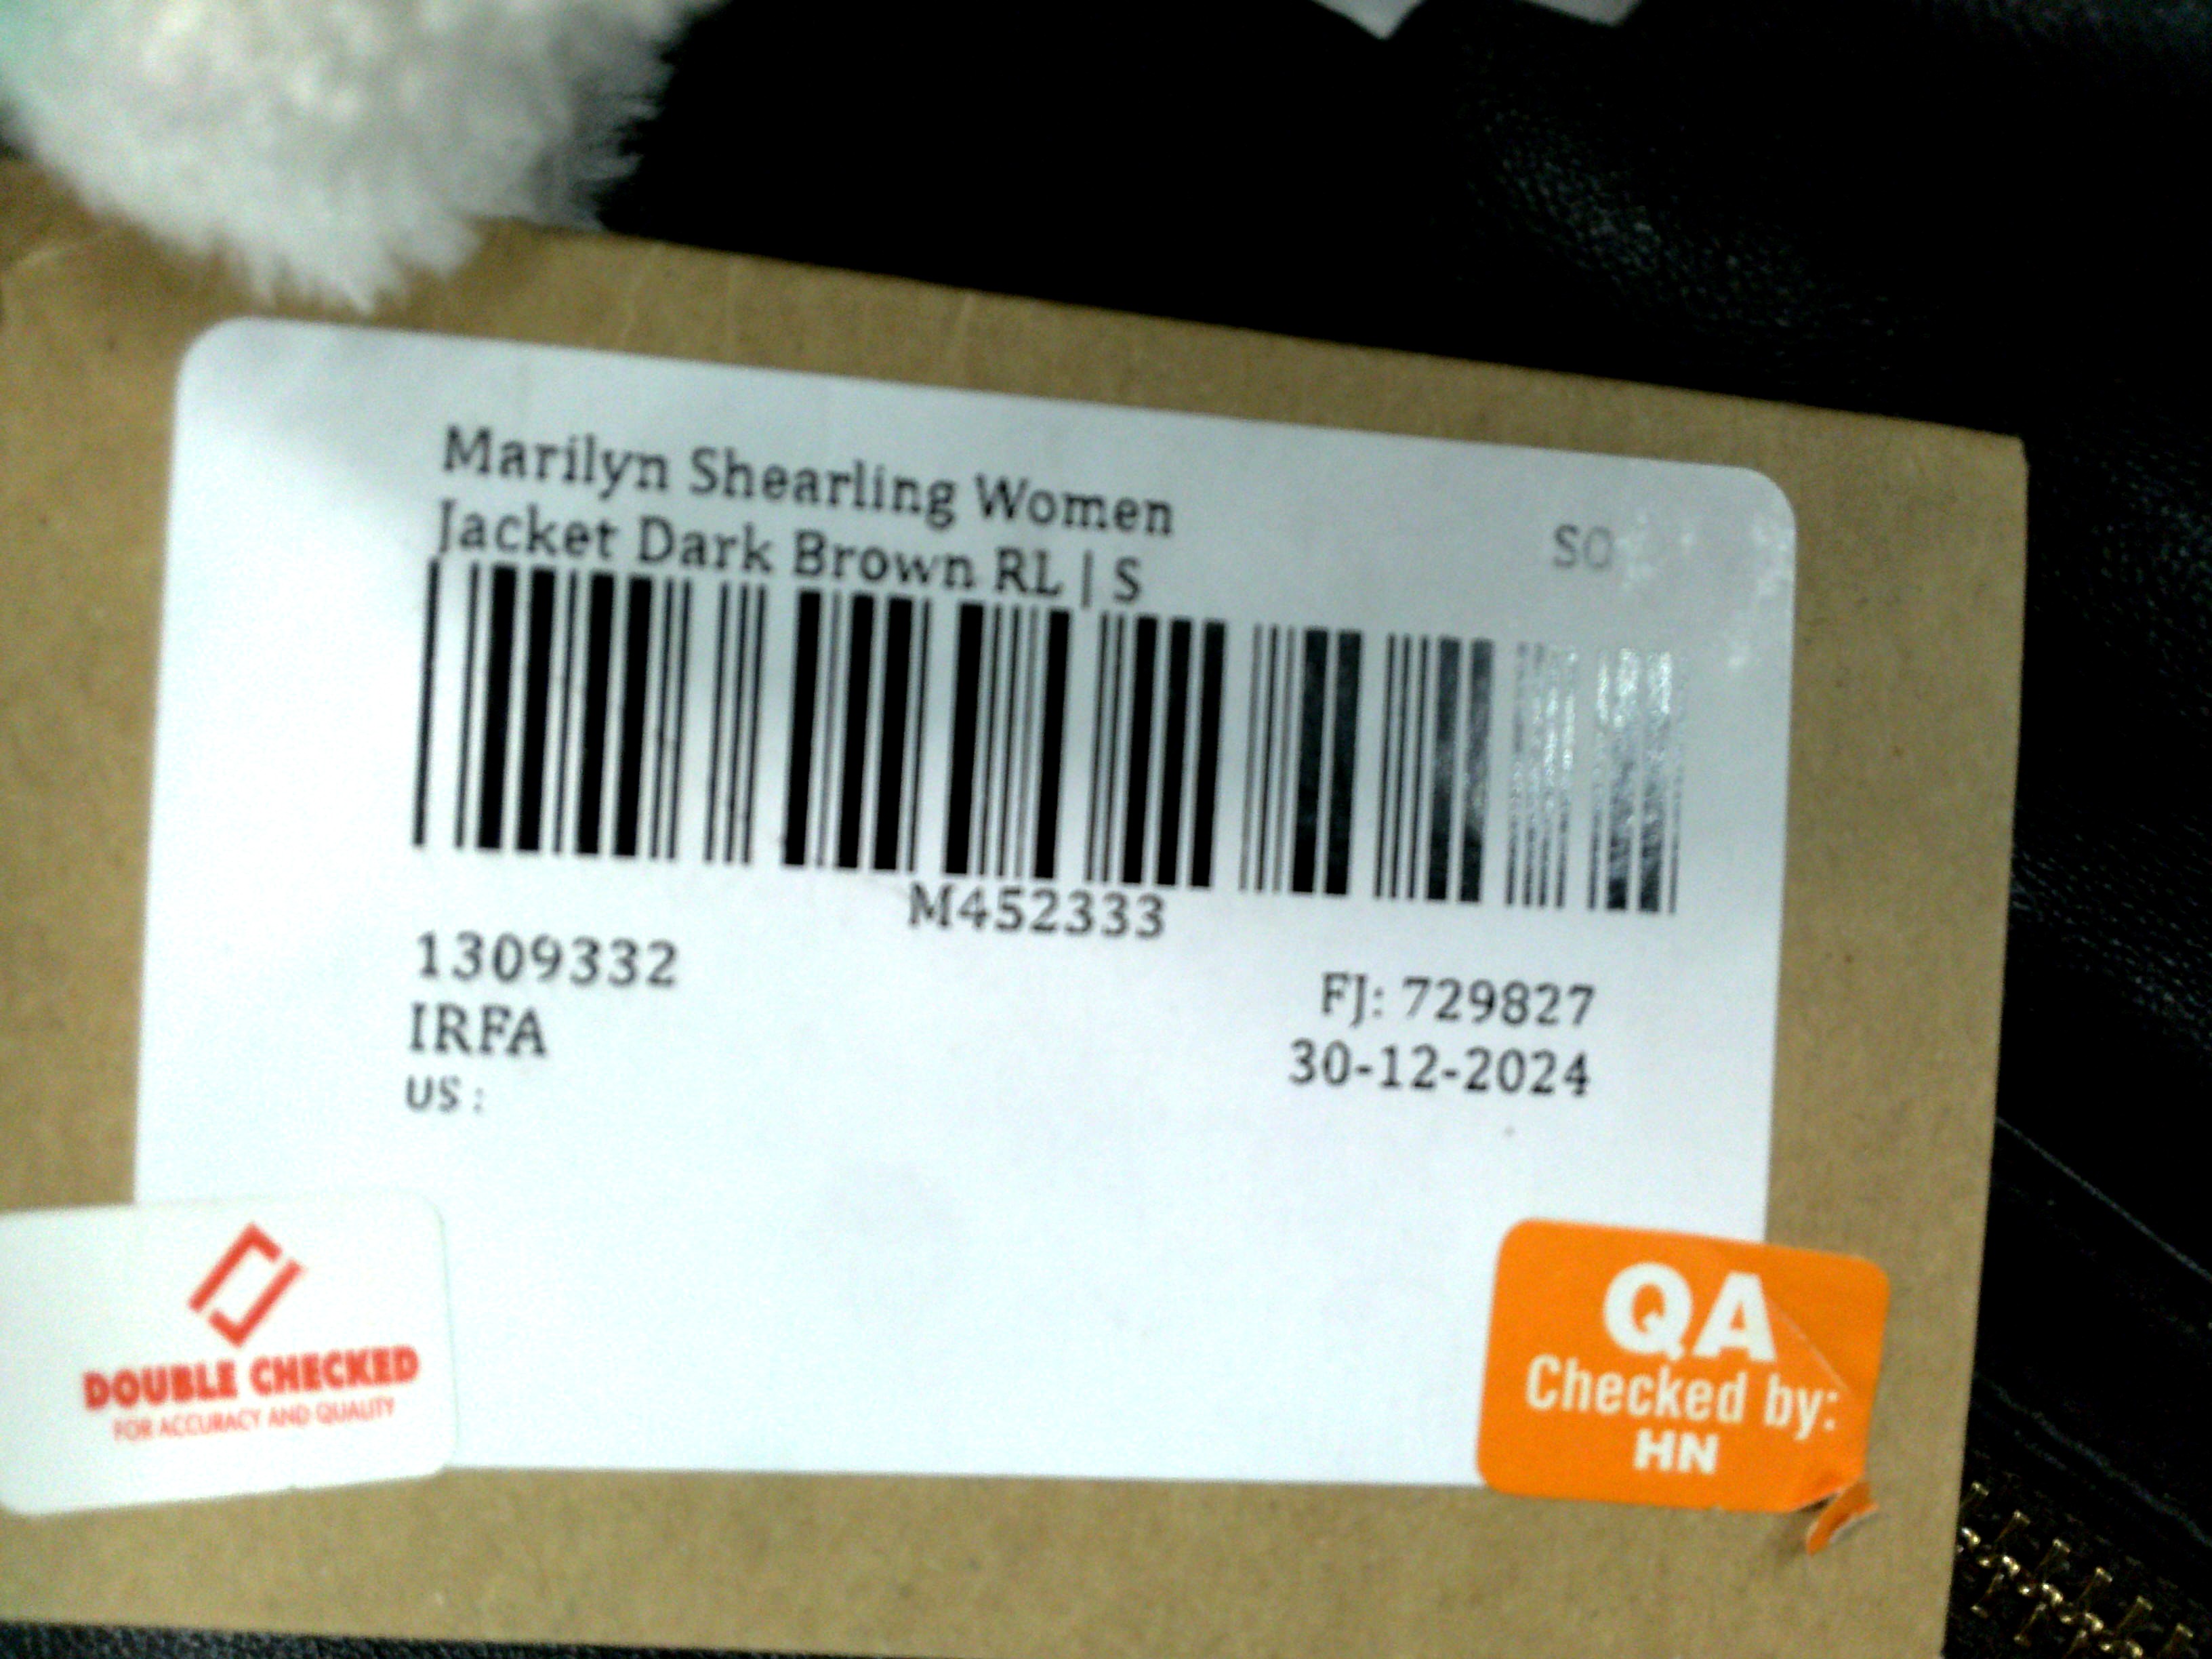 Marilyn Shearling Women
Jacket Dark Brown RL | S
SO
M452333
1309332
IRFA
US :
FJ: 729827
30-12-2024
DOUBLE CHECKED
FOR ACCURACY AND QUALITY
QA
Checked by:
HN